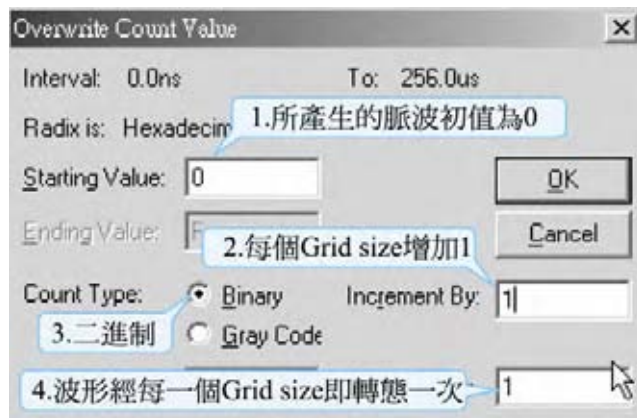 Overwrite Count Value
Interval: 0.0ns To: 256.0us
Radix is: Hexadecim
1.所產生的脈波初值為0
Starting Value: 0
OK
Ending Value:
2.每個Grid size增加1
Cancel
Count Type: Binary Increment By: 1
3.二進制
Gray Code
4.波形經每一個Grid size即轉態一次 1